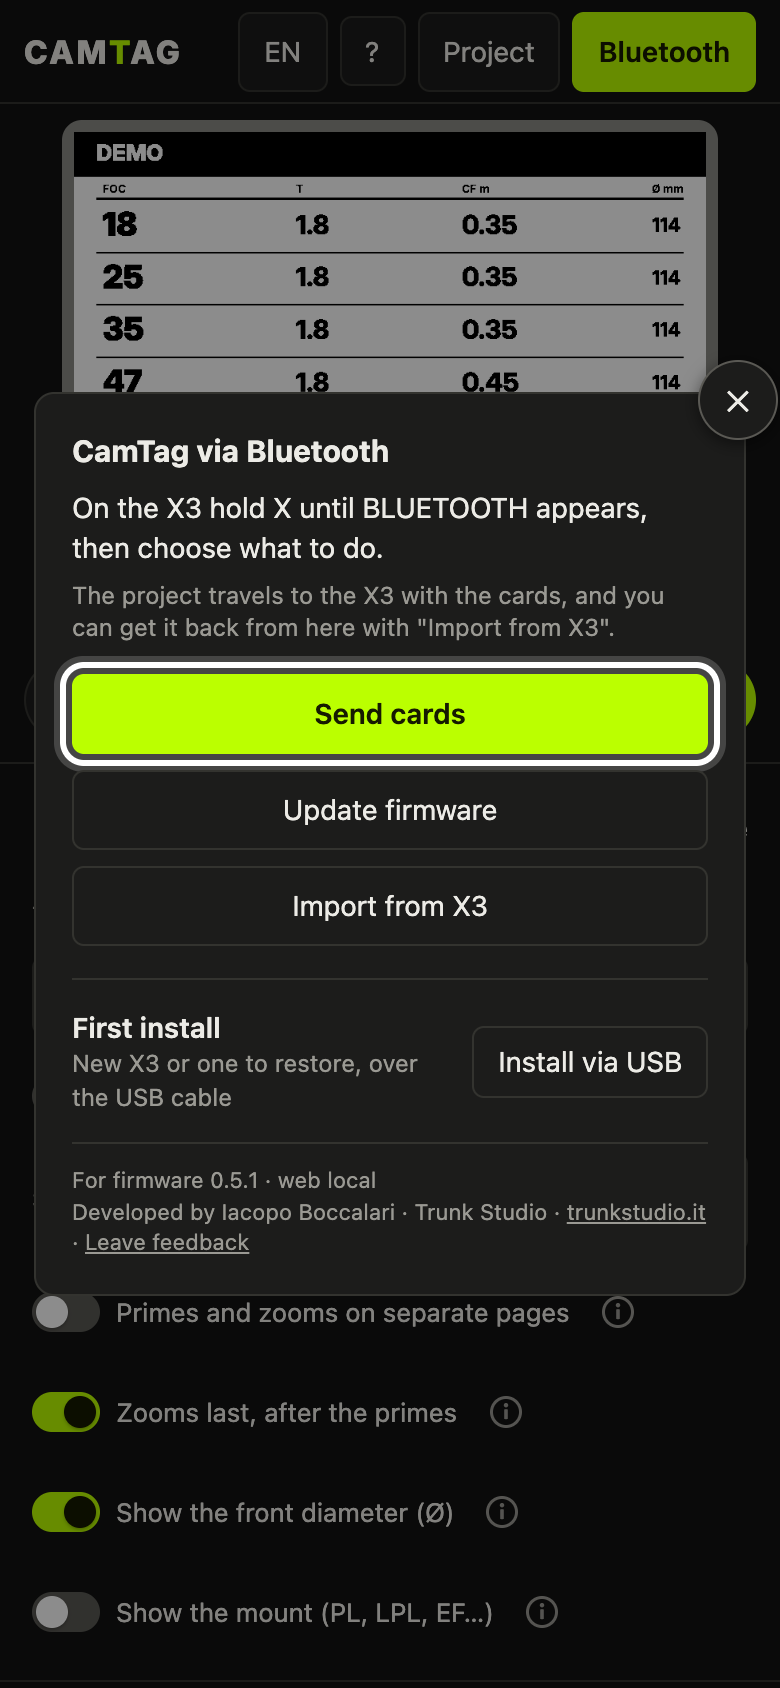 CAMTAG
EN
?
Project
Bluetooth
DEMO
FOC T CF m Ø mm
18 1.8 0.35 114
25 1.8 0.35 114
35 1.8 0.35 114
47 1.8 0.45 114
CamTag via Bluetooth
On the X3 hold X until BLUETOOTH appears,
then choose what to do.
The project travels to the X3 with the cards, and you
can get it back from here with "Import from X3".
Send cards
Update firmware
Import from X3
First install
New X3 or one to restore, over
the USB cable
Install via USB
For firmware 0.5.1 · web local
Developed by Iacopo Boccalari · Trunk Studio · trunkstudio.it
· Leave feedback
Primes and zooms on separate pages
Zooms last, after the primes
Show the front diameter (Ø)
Show the mount (PL, LPL, EF...)